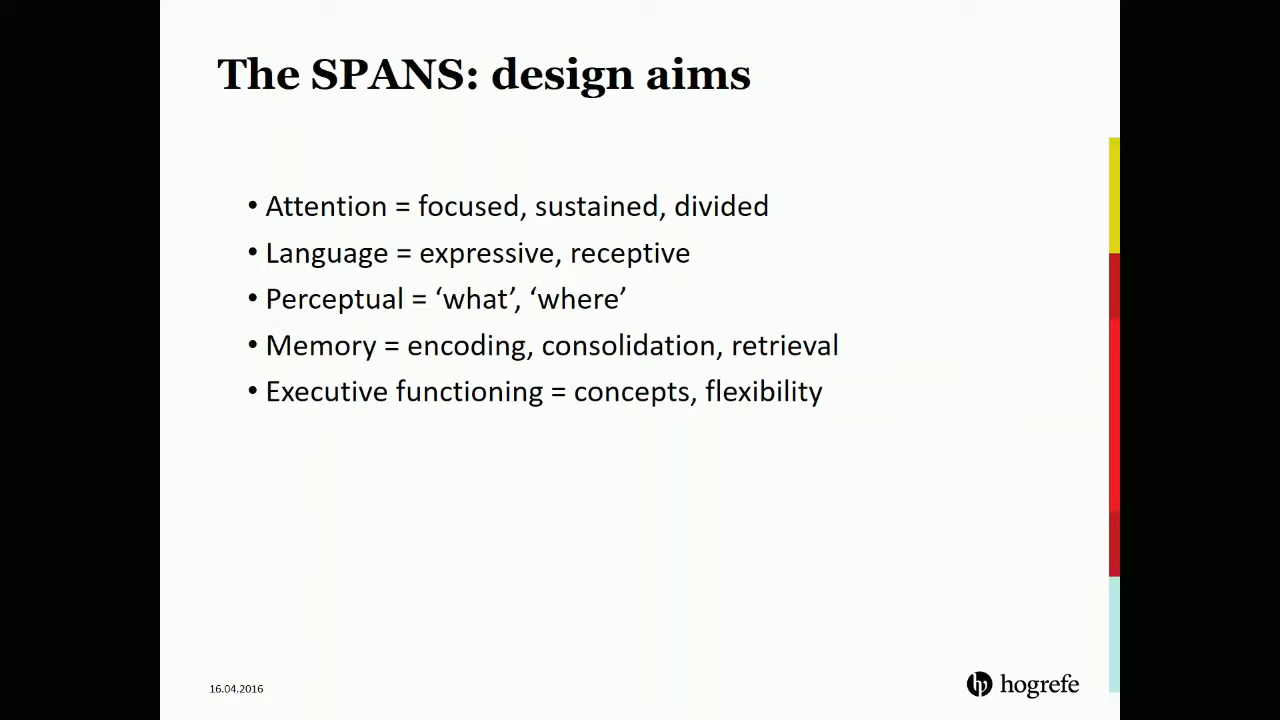 The SPANS: design aims
• Attention = focused, sustained, divided
• Language = expressive, receptive
• Perceptual = ‘what’, ‘where’
• Memory = encoding, consolidation, retrieval
• Executive functioning = concepts, flexibility
16.04.2016
hp hogrefe